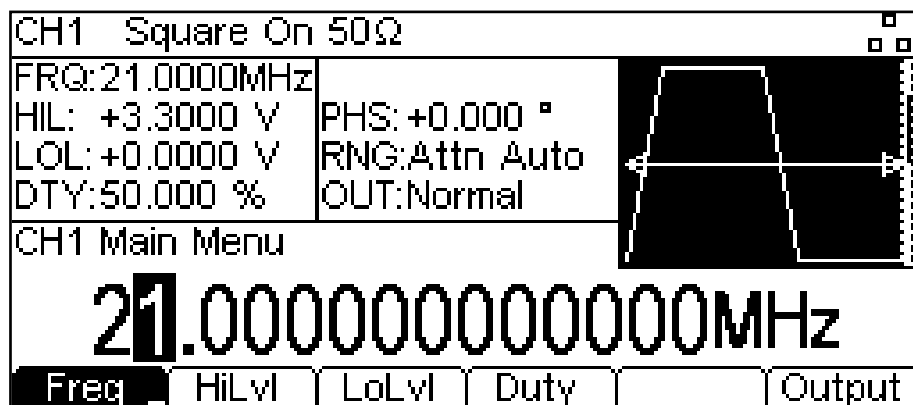 CH1 Square On 50Ω
FRQ:21.0000MHz
HIL: +3.3000 V
LOL:+0.0000 V
DTY:50.000 %
PHS:+0.000 °
RNG:Attn Auto
OUT:Normal
CH1 Main Menu
21.000000000000MHz
Freq HiLvl LoLvl Duty Output